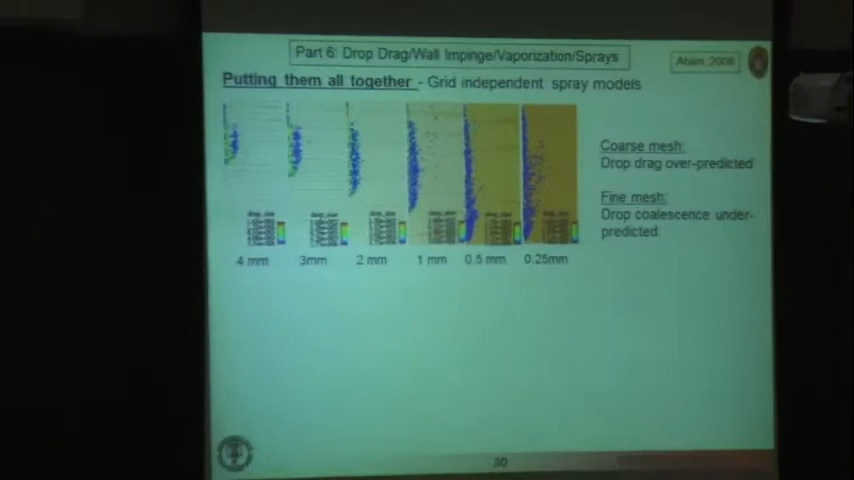 Part 6: Drop Drag/Wall Impinge/Vaporization/Sprays
Abani, 2008
Putting them all together - Grid independent spray models
Coarse mesh:
Drop drag over-predicted
Fine mesh:
Drop coalescence under-
predicted
4 mm 3mm 2 mm 1 mm 0.5 mm 0.25mm
30